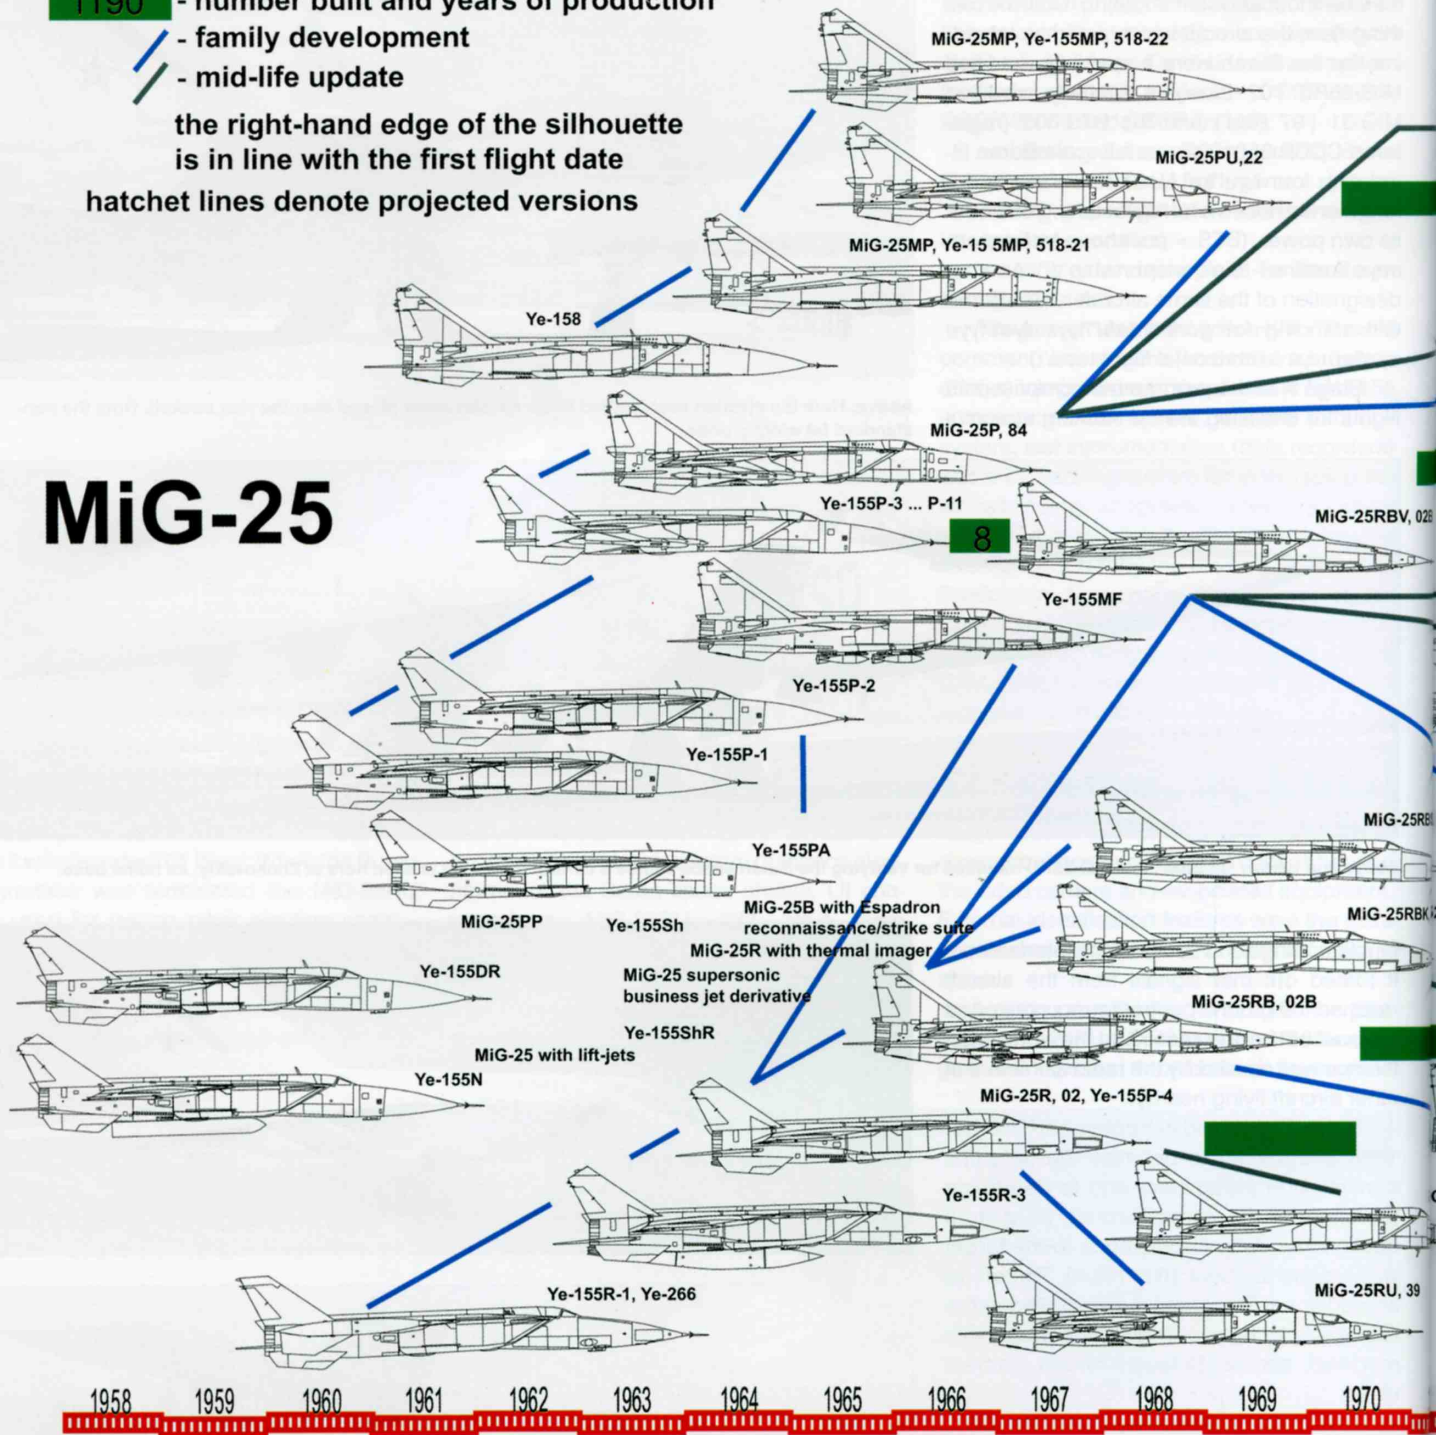 1190 - number built and years of production
- family development
- mid-life update
the right-hand edge of the silhouette
is in line with the first flight date
hatchet lines denote projected versions
MiG-25MP, Ye-155MP, 518-22
MiG-25PU,22
MiG-25MP, Ye-15 5MP, 518-21
Ye-158
MiG-25P, 84
MiG-25
Ye-155P-3 ... P-11
8
MiG-25RBV, 02B
Ye-155MF
Ye-155P-2
Ye-155P-1
MiG-25RB
Ye-155PA
MiG-25PP
Ye-155Sh
MiG-25B with Espadron
reconnaissance/strike suite
MiG-25RBK
MiG-25R with thermal imager
Ye-155DR
MiG-25 supersonic
business jet derivative
MiG-25RB, 02B
Ye-155ShR
MiG-25 with lift-jets
Ye-155N
MiG-25R, 02, Ye-155P-4
Ye-155R-3
Ye-155R-1, Ye-266
MiG-25RU, 39
1958 1959 1960 1961 1962 1963 1964 1965 1966 1967 1968 1969 1970